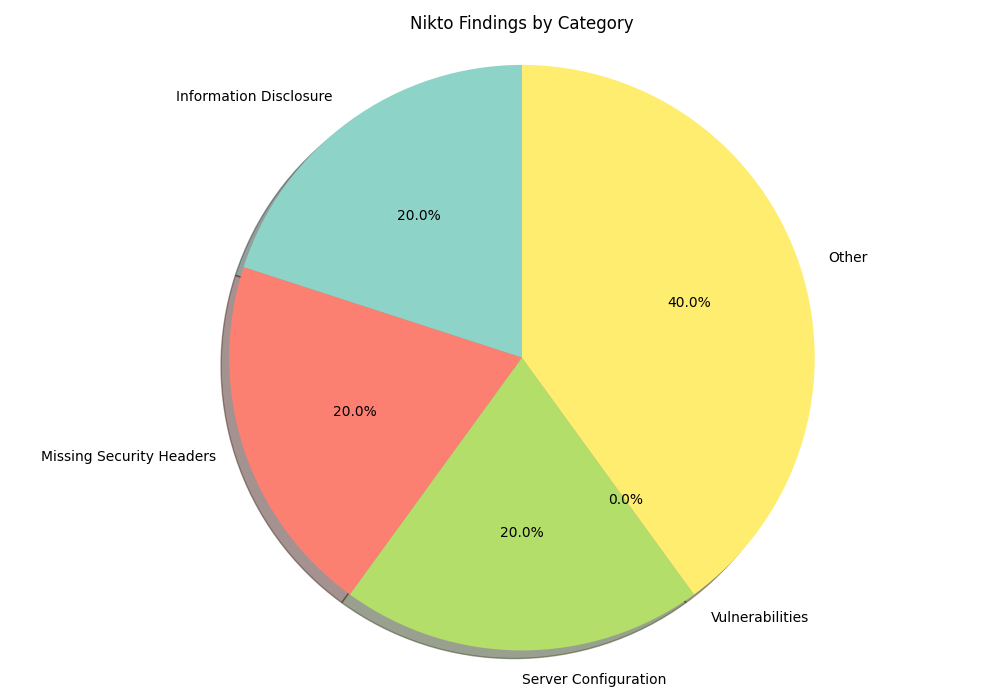 Nikto Findings by Category
Information Disclosure
20.0%
Other
40.0%
20.0%
Missing Security Headers
0.0%
20.0%
Vulnerabilities
Server Configuration